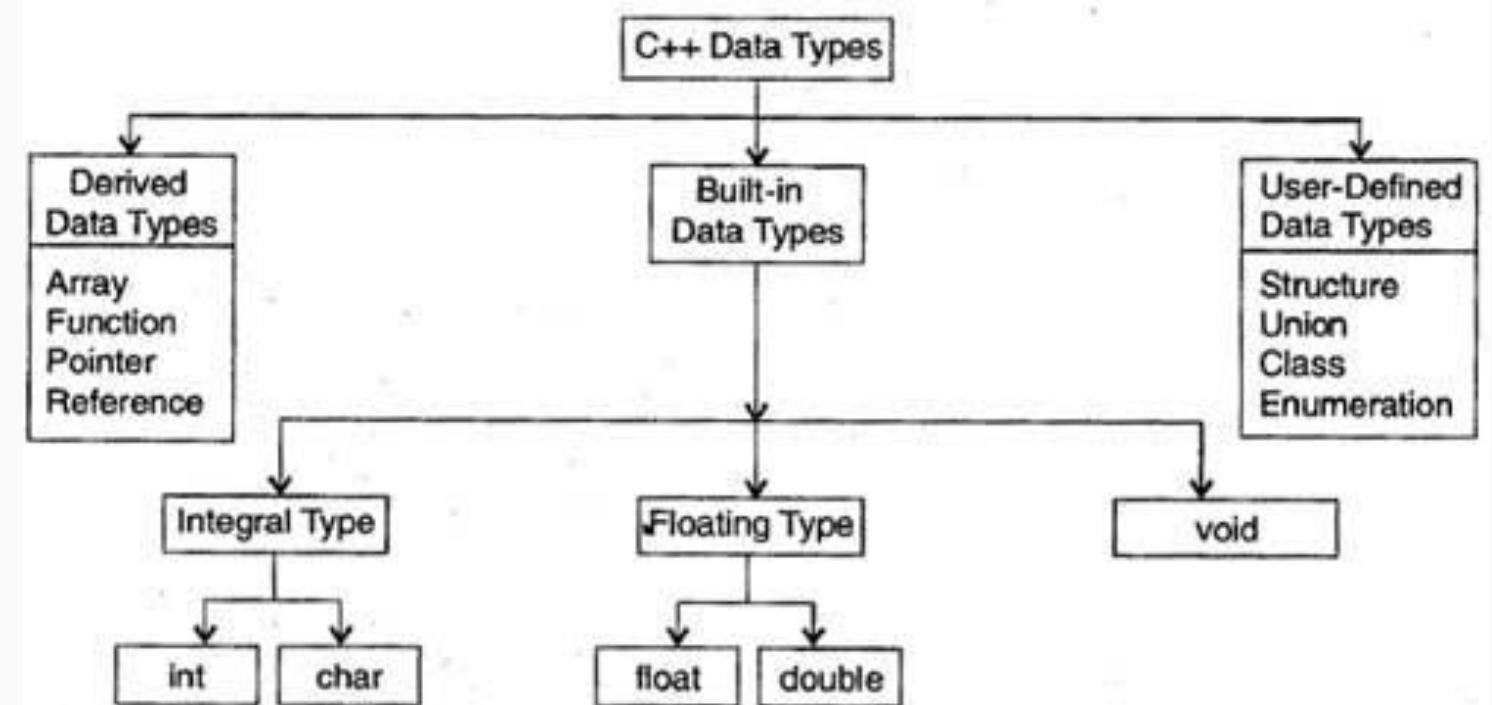 C++ Data Types
Derived
Data Types
Array
Function
Pointer
Reference
Built-in
Data Types
User-Defined
Data Types
Structure
Union
Class
Enumeration
Integral Type
Floating Type
void
int
char
float
double